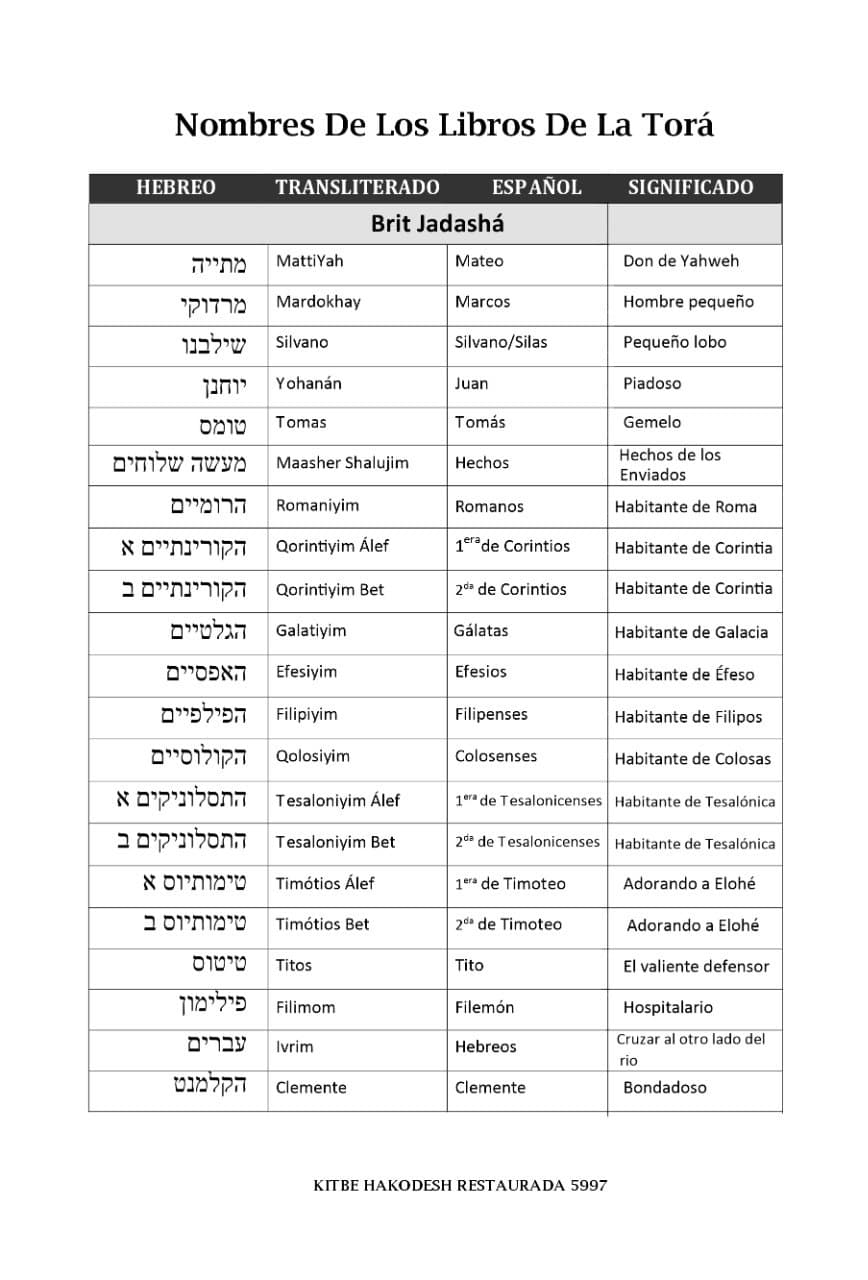 Nombres De Los Libros De La Torá
HEBREO TRANSLITERADO ESPAÑOL SIGNIFICADO
Brit Jadashá
מתייה MattiYah Mateo Don de Yahweh
מרדוקי Mardokhay Marcos Hombre pequeño
שילבנו Silvano Silvano/Silas Pequeño lobo
יוחנן Yohanán Juan Piadoso
טומס Tomas Tomás Gemelo
מעשה שלוחים Maasher Shalujim Hechos Hechos de los
Enviados
הרומיים Romaniyim Romanos Habitante de Roma
הקורינתיים א Qorintiyim Álef 1era de Corintios Habitante de Corintia
הקורינתיים ב Qorintiyim Bet 2da de Corintios Habitante de Corintia
הגלטיים Galatiyim Gálatas Habitante de Galacia
האפסיים Efesiyim Efesios Habitante de Éfeso
הפילפיים Filipiyim Filipenses Habitante de Filipos
הקולוסיים Qolosiyim Colosenses Habitante de Colosas
התסלוניקים א Tesaloniyim Álef 1era de Tesalonicenses Habitante de Tesalónica
התסלוניקים ב Tesaloniyim Bet 2da de Tesalonicenses Habitante de Tesalónica
טימותיוס א Timótios Álef 1era de Timoteo Adorando a Elohé
טימותיוס ב Timótios Bet 2da de Timoteo Adorando a Elohé
טיטוס Titos Tito El valiente defensor
פילימון Filimom Filemón Hospitalario
עברים Ivrim Hebreos Cruzar al otro lado del
rio
הקלמנט Clemente Clemente Bondadoso
KITBE HAKODESH RESTAURADA 5997